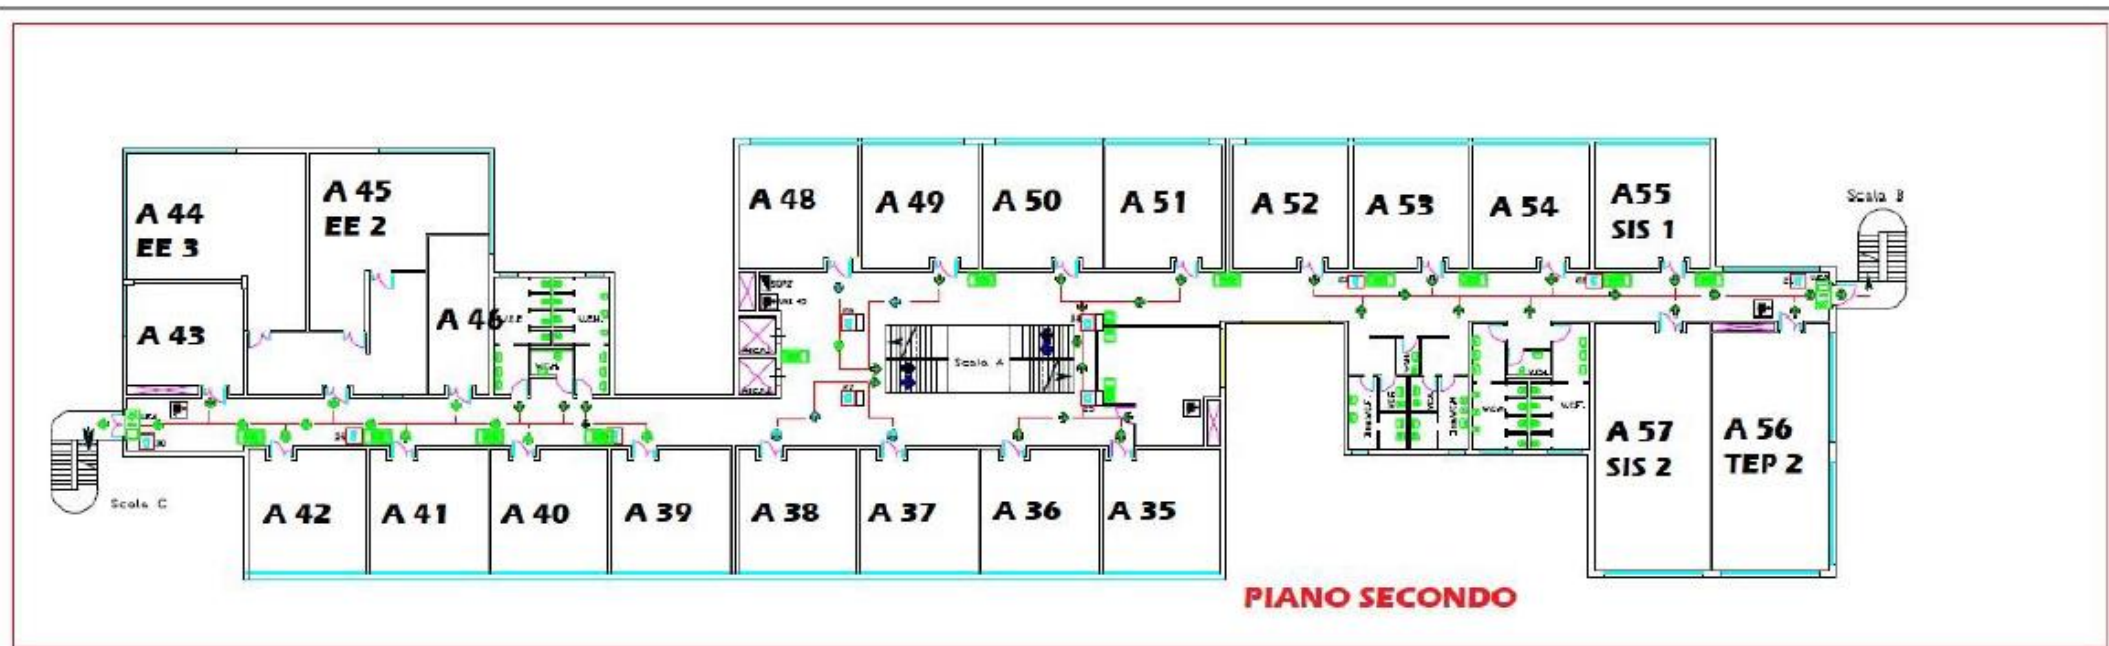 A 44
EE 3
A 45
EE 2
A 43
A 46
A 48
A 49
A 50
A 51
A 52
A 53
A 54
A55
SIS 1
Scala B
Scala A
Scala C
A 42
A 41
A 40
A 39
A 38
A 37
A 36
A 35
A 57
SIS 2
A 56
TEP 2
PIANO SECONDO